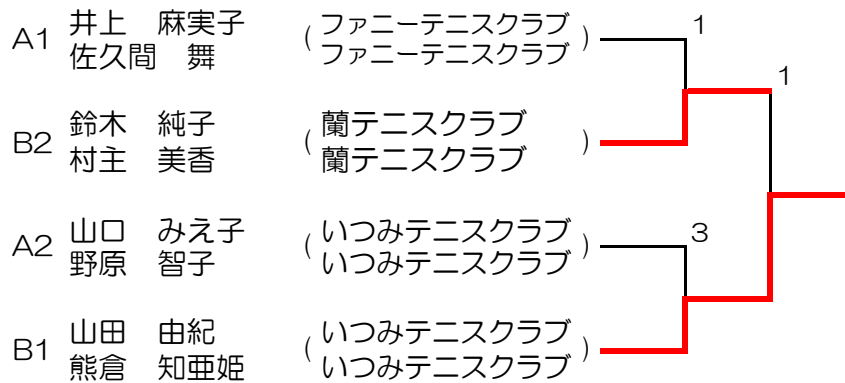 A1 井上　麻実子 ( ファニーテニスクラブ ) 1
佐久間　舞 ファニーテニスクラブ
1
B2 鈴木　純子 ( 蘭テニスクラブ )
村主　美香 蘭テニスクラブ
A2 山口　みえ子 ( いつみテニスクラブ ) 3
野原　智子 いつみテニスクラブ
B1 山田　由紀 ( いつみテニスクラブ )
熊倉　知亜姫 いつみテニスクラブ